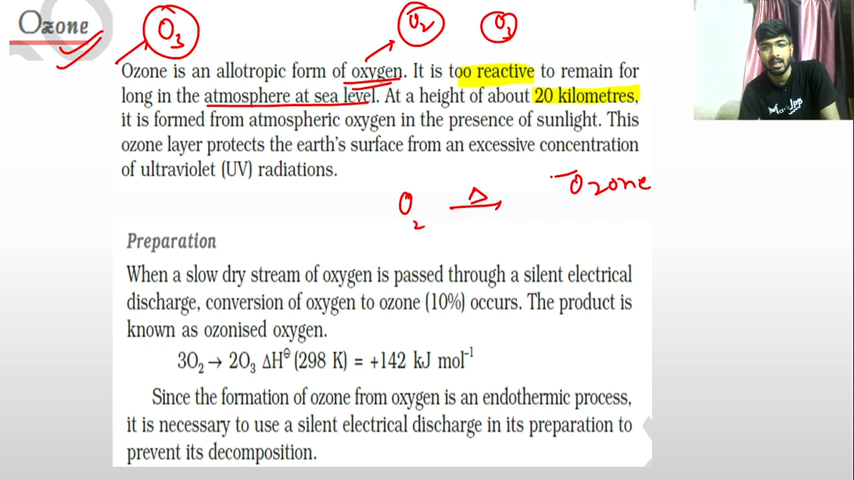 Ozone
O3
O2
O3
Ozone is an allotropic form of oxygen. It is too reactive to remain for
long in the atmosphere at sea level. At a height of about 20 kilometres,
it is formed from atmospheric oxygen in the presence of sunlight. This
ozone layer protects the earth's surface from an excessive concentration
of ultraviolet (UV) radiations.
O2 Δ→ Ozone
Preparation
When a slow dry stream of oxygen is passed through a silent electrical
discharge, conversion of oxygen to ozone (10%) occurs. The product is
known as ozonised oxygen.
3O₂ → 2O₃ ΔH⊖ (298 K) = +142 kJ mol⁻¹
Since the formation of ozone from oxygen is an endothermic process,
it is necessary to use a silent electrical discharge in its preparation to
prevent its decomposition.